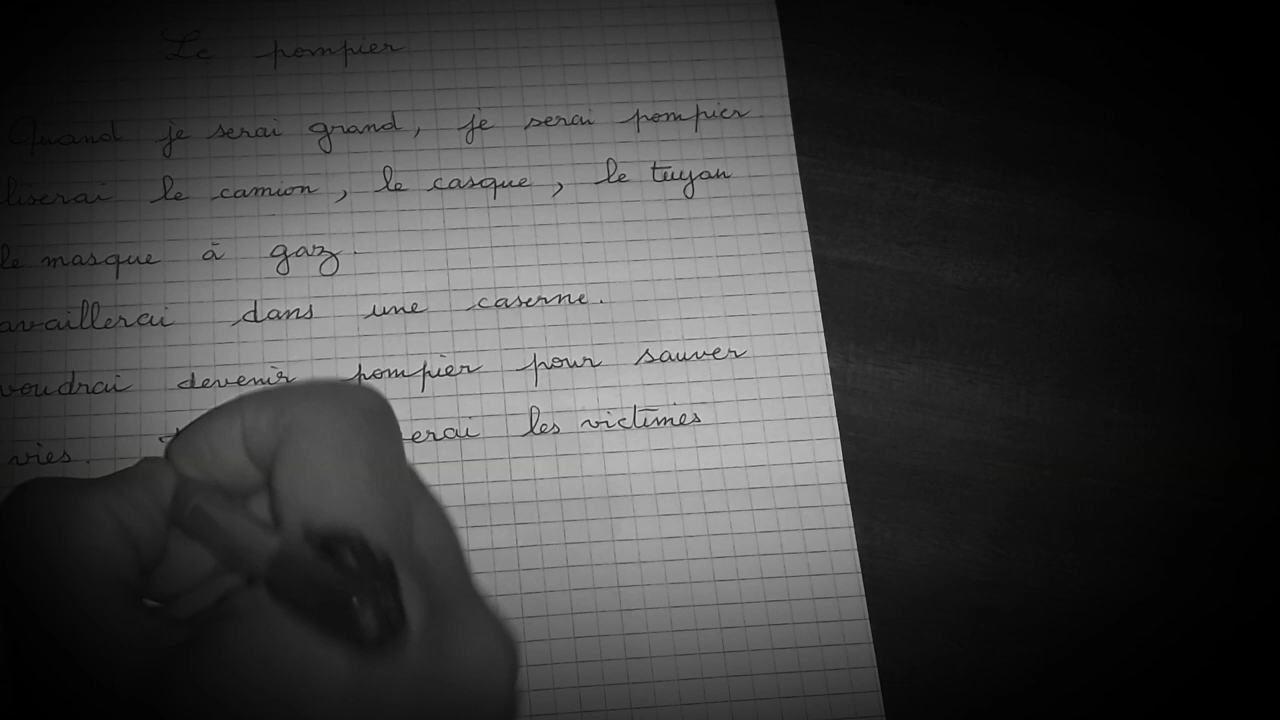 Le pompier
Quand je serai grand, je serai pompier
liserai le camion, le casque, le tuyau
le masque à gaz.
availlerai dans une caserne.
voudrai devenir pompier pour sauver
vies. erai les victimes